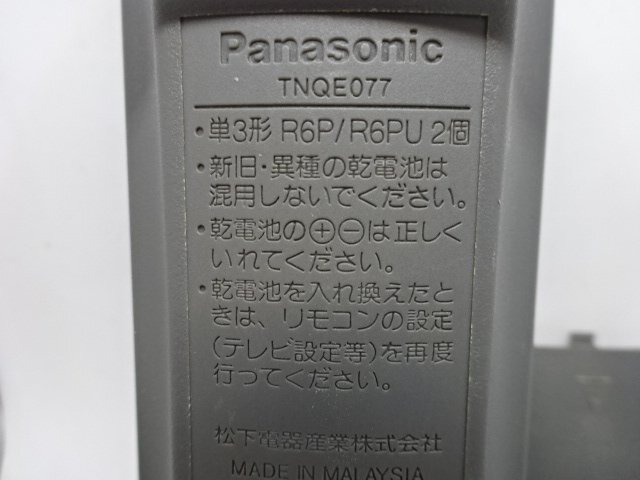 Panasonic
TNQE077
・単3形 R6P/R6PU 2個
・新旧・異種の乾電池は
混用しないでください。
・乾電池の⊕⊖は正しく
いれてください。
・乾電池を入れ換えたと
きは、リモコンの設定
(テレビ設定等)を再度
行ってください。
松下電器産業株式会社
MADE IN MALAYSIA